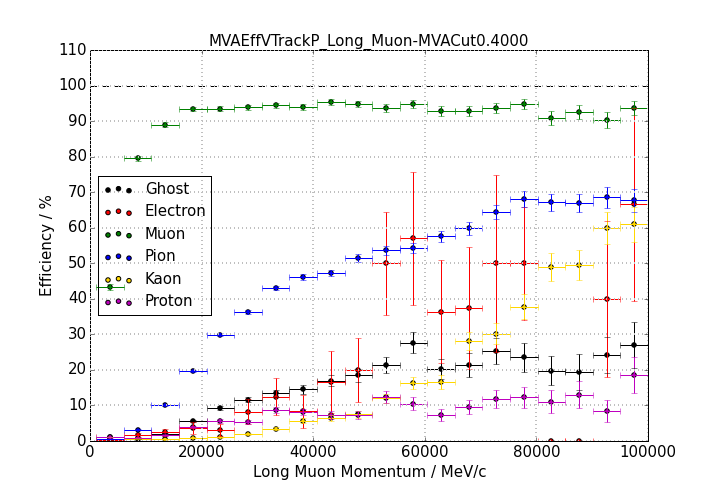 MVAEffVTrackP_Long_Muon-MVACut0.4000
110
100
90
80
70
60
50
40
30
20
10
0
Efficiency / %
Ghost
Electron
Muon
Pion
Kaon
Proton
0 20000 40000 60000 80000 100000
Long Muon Momentum / MeV/c